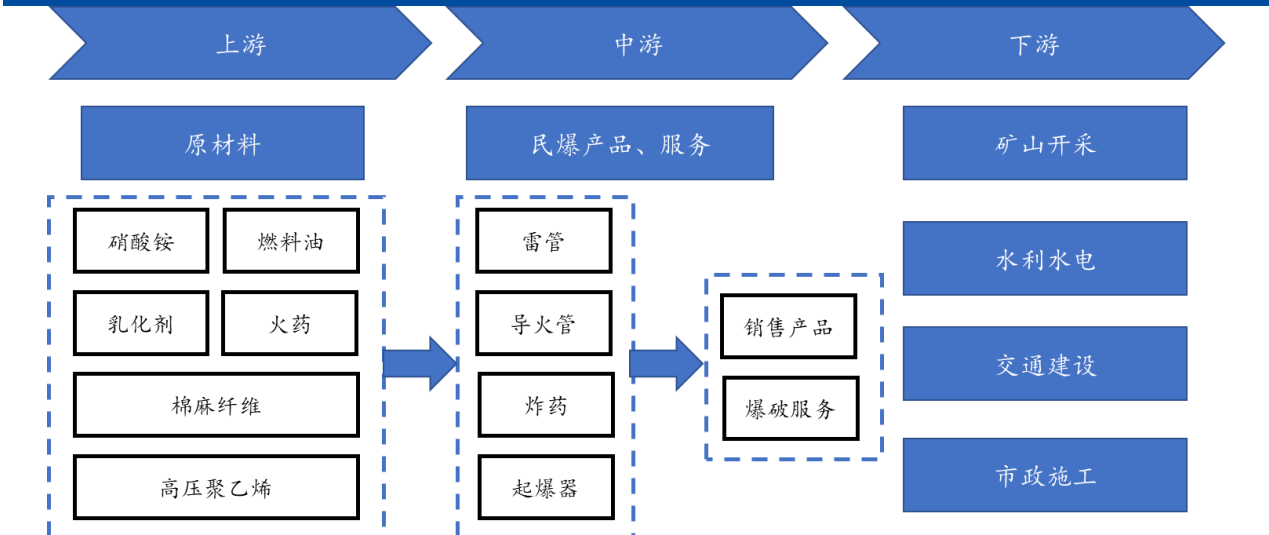 上游
中游
下游
原材料
民爆产品、服务
矿山开采
硝酸铵
燃料油
乳化剂
火药
棉麻纤维
高压聚乙烯
雷管
导火管
炸药
起爆器
销售产品
爆破服务
水利水电
交通建设
市政施工